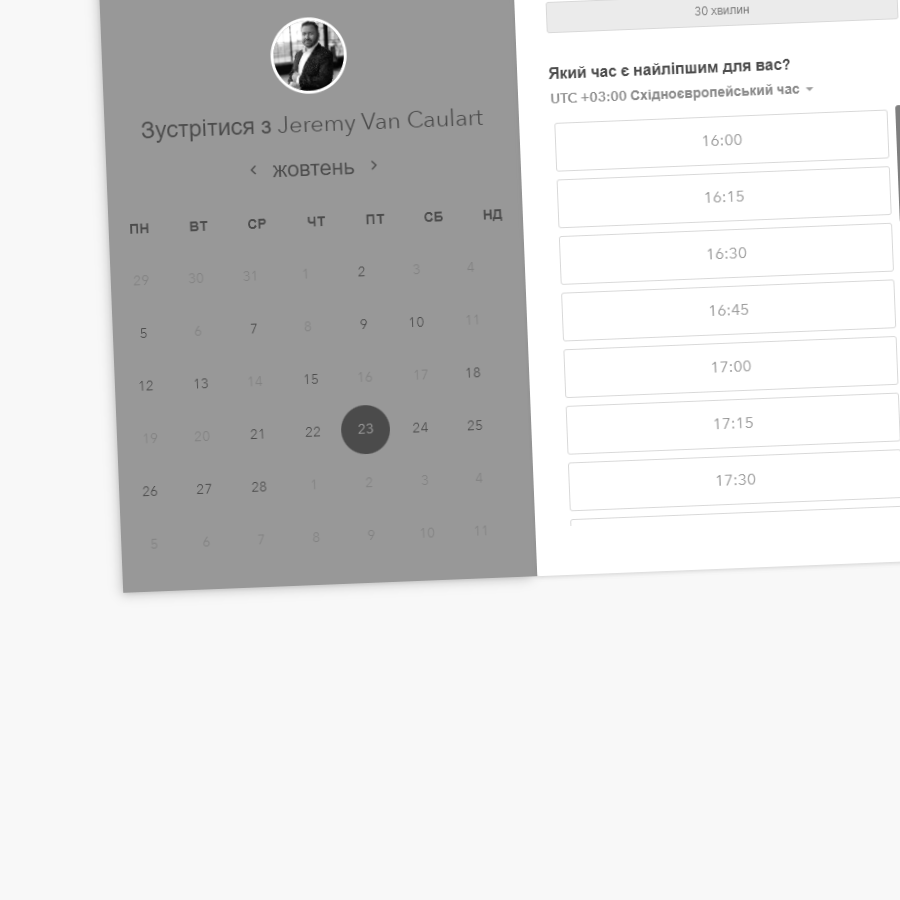 Зустрітися з Jeremy Van Caulart
‹ жовтень ›
ПН ВТ СР ЧТ ПТ СБ НД
29 30 31 1 2 3 4
5 6 7 8 9 10 11
12 13 14 15 16 17 18
19 20 21 22 23 24 25
26 27 28 1 2 3 4
5 6 7 8 9 10 11
30 хвилин
Який час є найліпшим для вас?
UTC +03:00 Східноєвропейський час
16:00
16:15
16:30
16:45
17:00
17:15
17:30